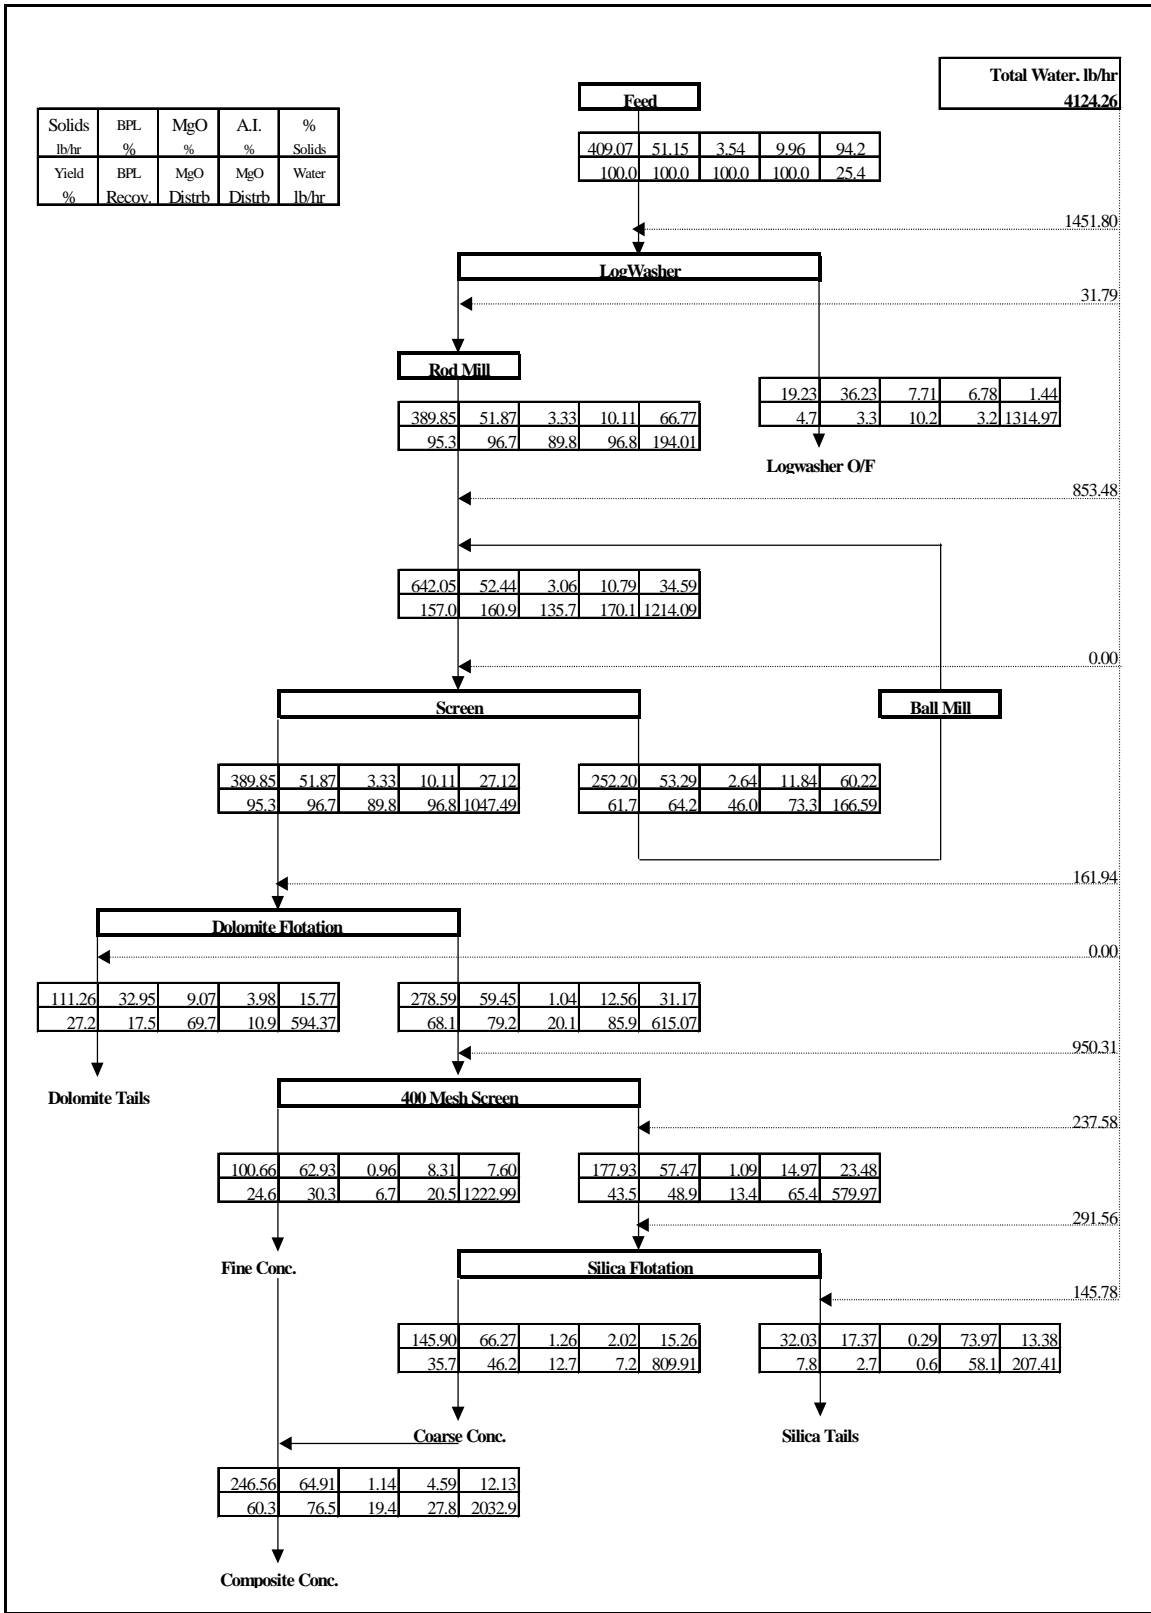 Total Water, lb/hr
4124.26
Feed
Solids BPL MgO A.I. %
lb/hr % % % Solids
Yield BPL MgO MgO Water
% Recov. Distrb Distrb lb/hr
409.07 51.15 3.54 9.96 94.2
100.0 100.0 100.0 100.0 25.4
1451.80
LogWasher
31.79
Rod Mill
19.23 36.23 7.71 6.78 1.44
4.7 3.3 10.2 3.2 1314.97
389.85 51.87 3.33 10.11 66.77
95.3 96.7 89.8 96.8 194.01
Logwasher O/F
853.48
642.05 52.44 3.06 10.79 34.59
157.0 160.9 135.7 170.1 1214.09
0.00
Screen
Ball Mill
389.85 51.87 3.33 10.11 27.12
95.3 96.7 89.8 96.8 1047.49
252.20 53.29 2.64 11.84 60.22
61.7 64.2 46.0 73.3 166.59
161.94
Dolomite Flotation
0.00
111.26 32.95 9.07 3.98 15.77
27.2 17.5 69.7 10.9 594.37
278.59 59.45 1.04 12.56 31.17
68.1 79.2 20.1 85.9 615.07
950.31
Dolomite Tails
400 Mesh Screen
237.58
100.66 62.93 0.96 8.31 7.60
24.6 30.3 6.7 20.5 1222.99
177.93 57.47 1.09 14.97 23.48
43.5 48.9 13.4 65.4 579.97
291.56
Fine Conc.
Silica Flotation
145.78
145.90 66.27 1.26 2.02 15.26
35.7 46.2 12.7 7.2 809.91
32.03 17.37 0.29 73.97 13.38
7.8 2.7 0.6 58.1 207.41
Coarse Conc.
Silica Tails
246.56 64.91 1.14 4.59 12.13
60.3 76.5 19.4 27.8 2032.9
Composite Conc.